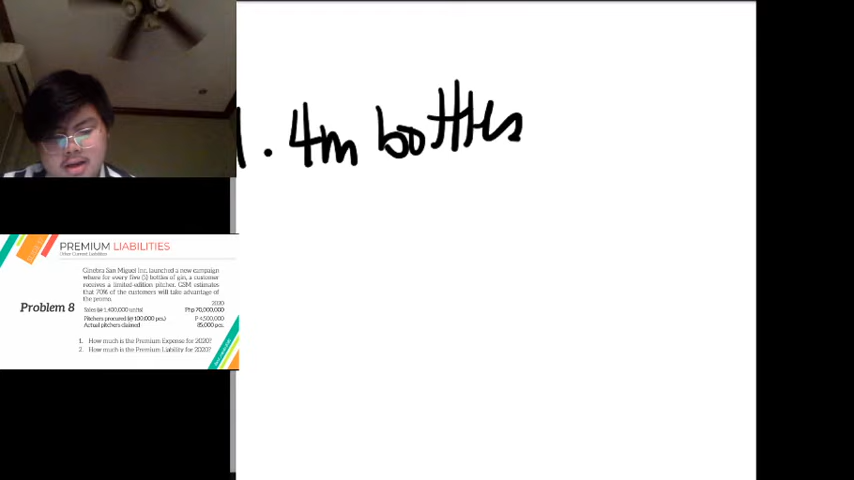 1.4m bottles
PREMIUM LIABILITIES
Other Current Liabilities
Problem 8
Ginebra San Miguel Inc. launched a new campaign
where for every five (5) bottles of gin, a customer
receives a limited-edition pitcher. GSM estimates
that 70% of the customers will take advantage of
the promo.
2020
Sales (@ 1,400,000 units) Php 70,000,000
Pitchers procured (@ 100,000 pcs.) P 4,500,000
Actual pitchers claimed 85,000 pcs.
1. How much is the Premium Expense for 2020?
2. How much is the Premium Liability for 2020?